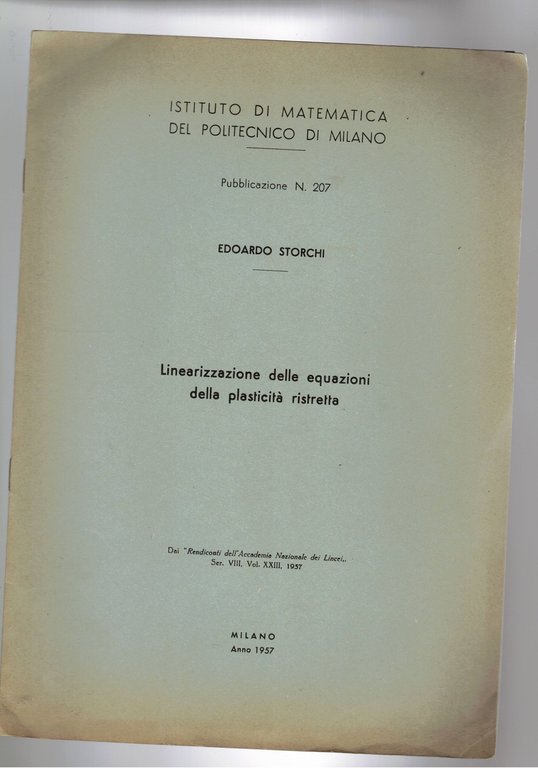 ISTITUTO DI MATEMATICA
DEL POLITECNICO DI MILANO
Pubblicazione N. 207
EDOARDO STORCHI
Linearizzazione delle equazioni
della plasticità ristretta
Dai "Rendiconti dell'Accademia Nazionale dei Lincei„
Ser. VIII, Vol. XXIII, 1957
MILANO
Anno 1957